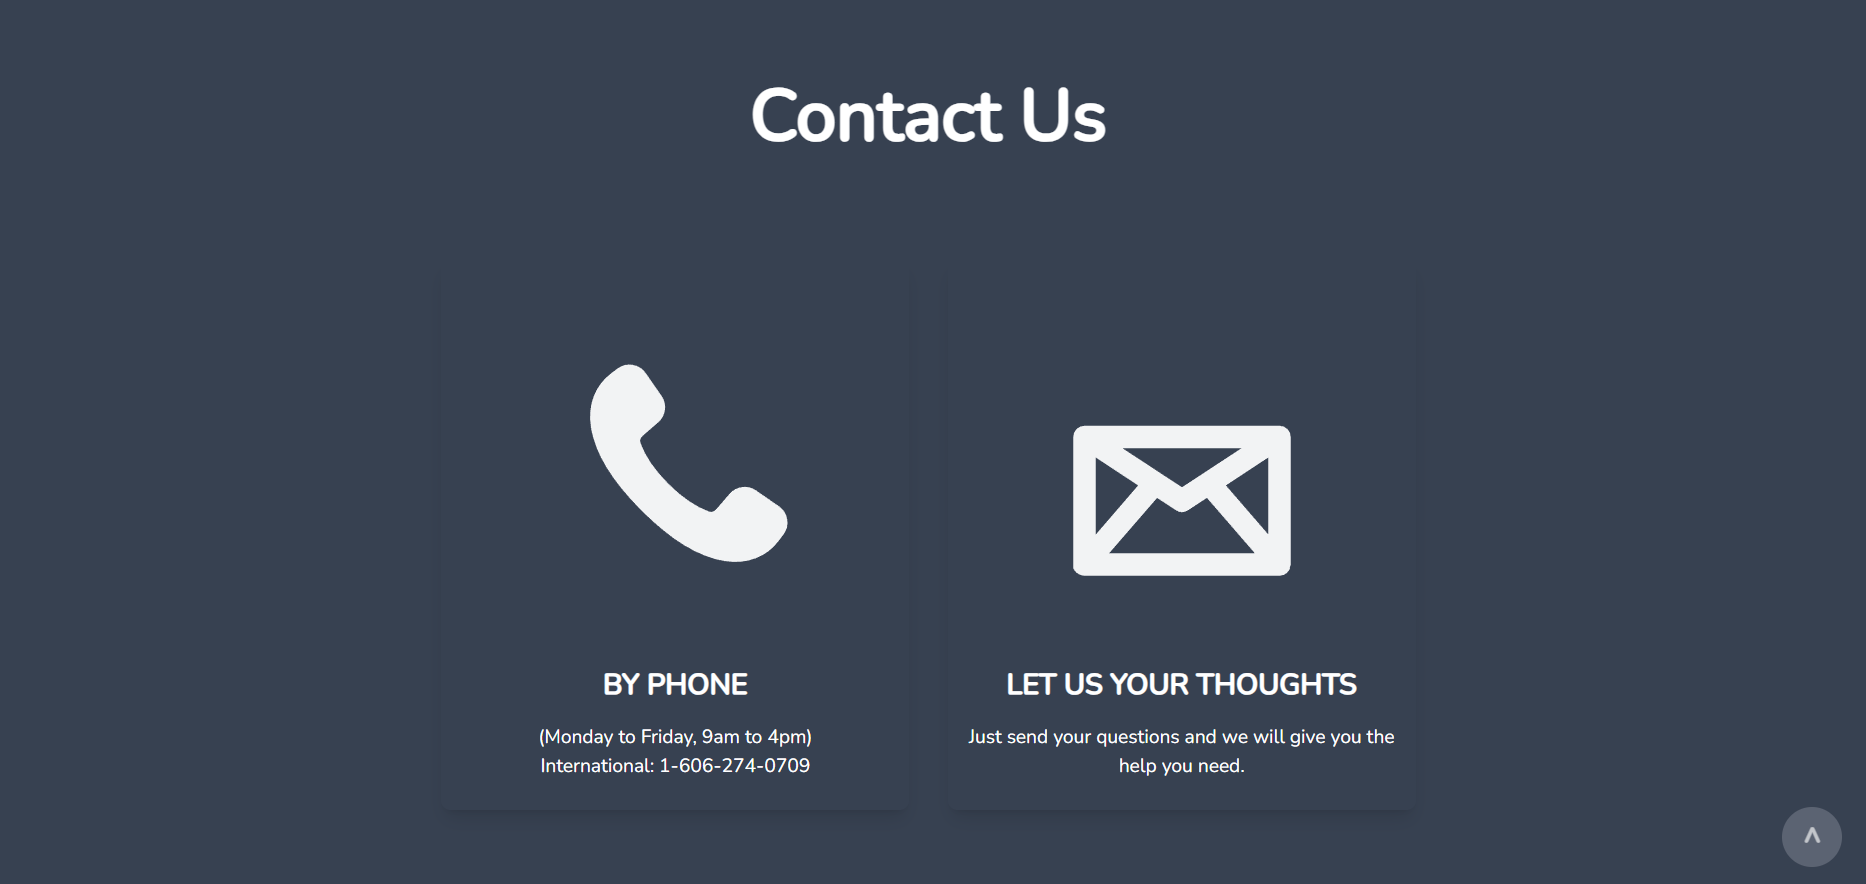 Contact Us
BY PHONE
(Monday to Friday, 9am to 4pm)
International: 1-606-274-0709
LET US YOUR THOUGHTS
Just send your questions and we will give you the
help you need.